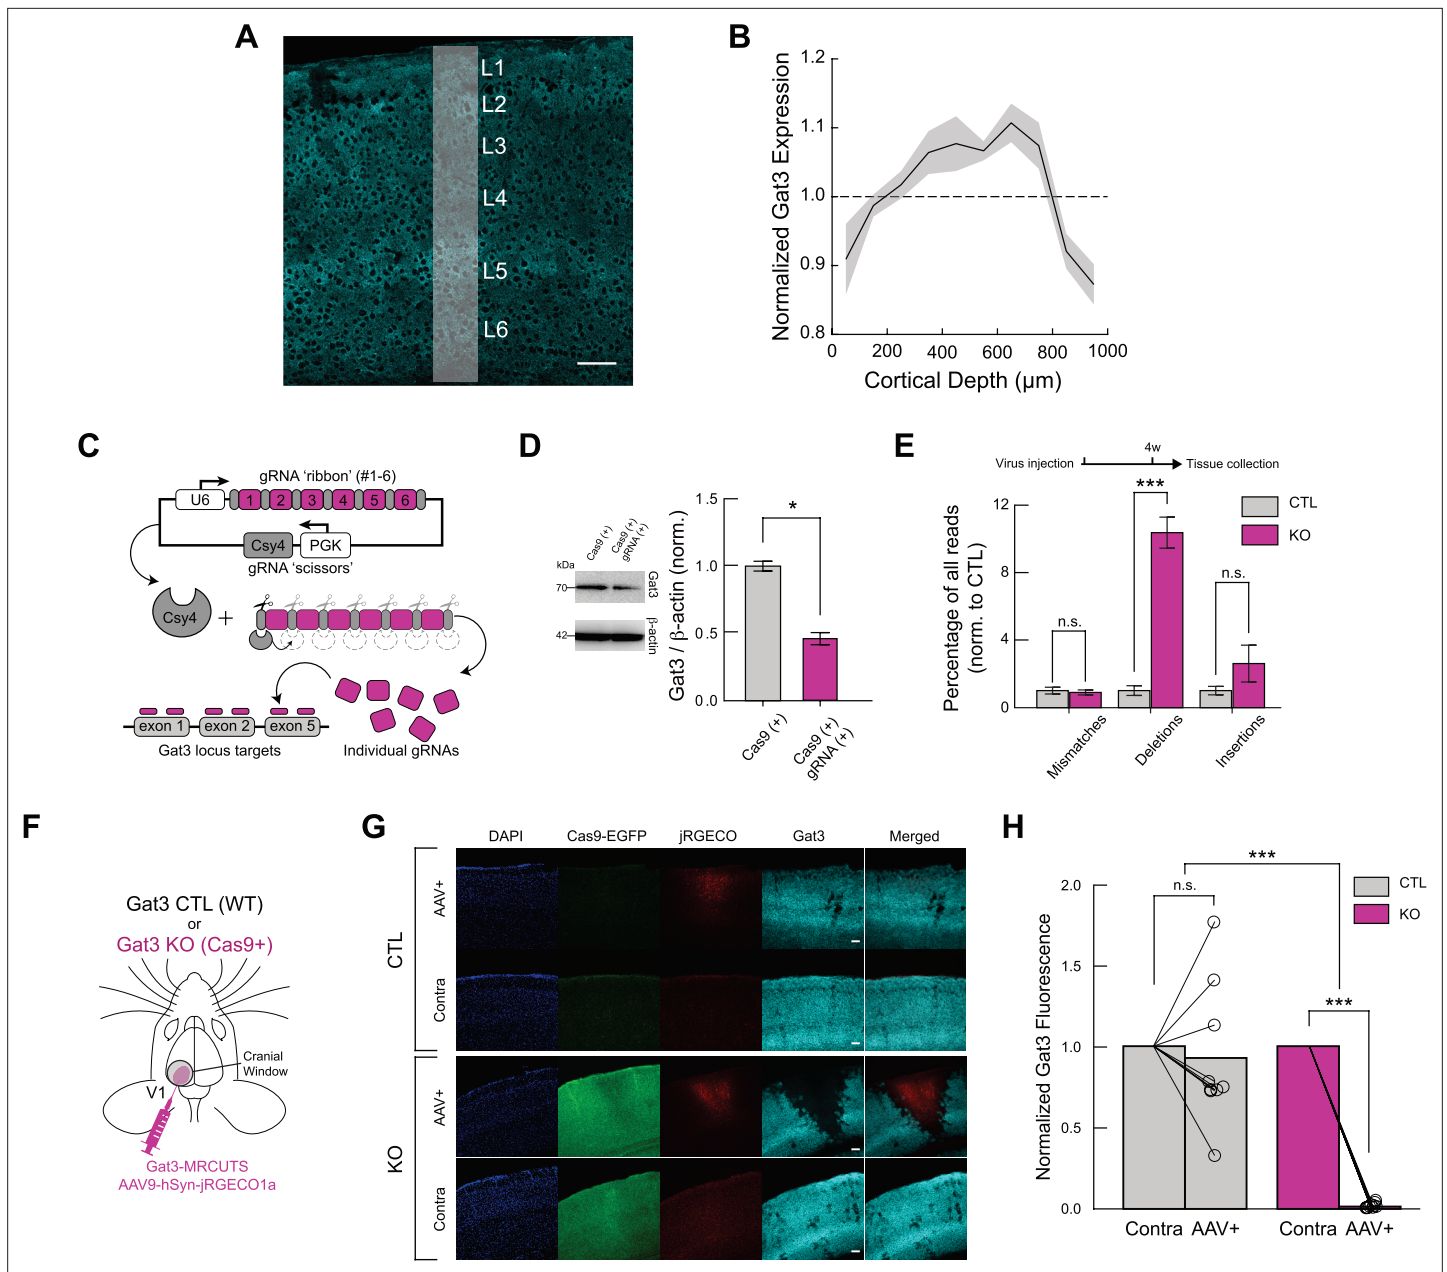 A
L1
L2
L3
L4
L5
L6
B
Normalized Gat3 Expression
1.2
1.1
1.0
0.9
0.8
0
200
400
600
800
1000
Cortical Depth (µm)
C
gRNA ‘ribbon’ (#1-6)
U6
1
2
3
4
5
6
Csy4
PGK
gRNA ‘scissors’
Csy4
+
exon 1
exon 2
exon 5
Gat3 locus targets
Individual gRNAs
D
Cas9 (+)
Cas9 (+)
gRNA (+)
kDa
70
42
Gat3
β-actin
Gat3 / β-actin (norm.)
1.5
1.0
0.5
0.0
*
Cas9 (+)
Cas9 (+)
gRNA (+)
E
4w
Virus injection
Tissue collection
Percentage of all reads
(norm. to CTL)
12
8
4
0
n.s.
***
n.s.
CTL
KO
Mismatches
Deletions
Insertions
F
Gat3 CTL (WT)
or
Gat3 KO (Cas9+)
Cranial
Window
V1
Gat3-MRCUTS
AAV9-hSyn-jRGECO1a
G
DAPI
Cas9-EGFP
jRGECO
Gat3
Merged
CTL
AAV+
Contra
KO
AAV+
Contra
H
Normalized Gat3 Fluorescence
2.0
1.5
1.0
0.5
0.0
***
n.s.
***
CTL
KO
Contra
AAV+
Contra
AAV+